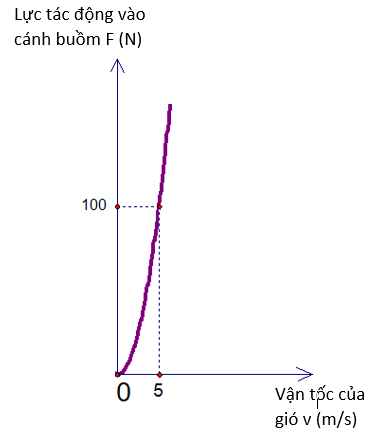 Lực tác động vào
cánh buồm F (N)
100
0
5
Vận tốc của
gió v (m/s)